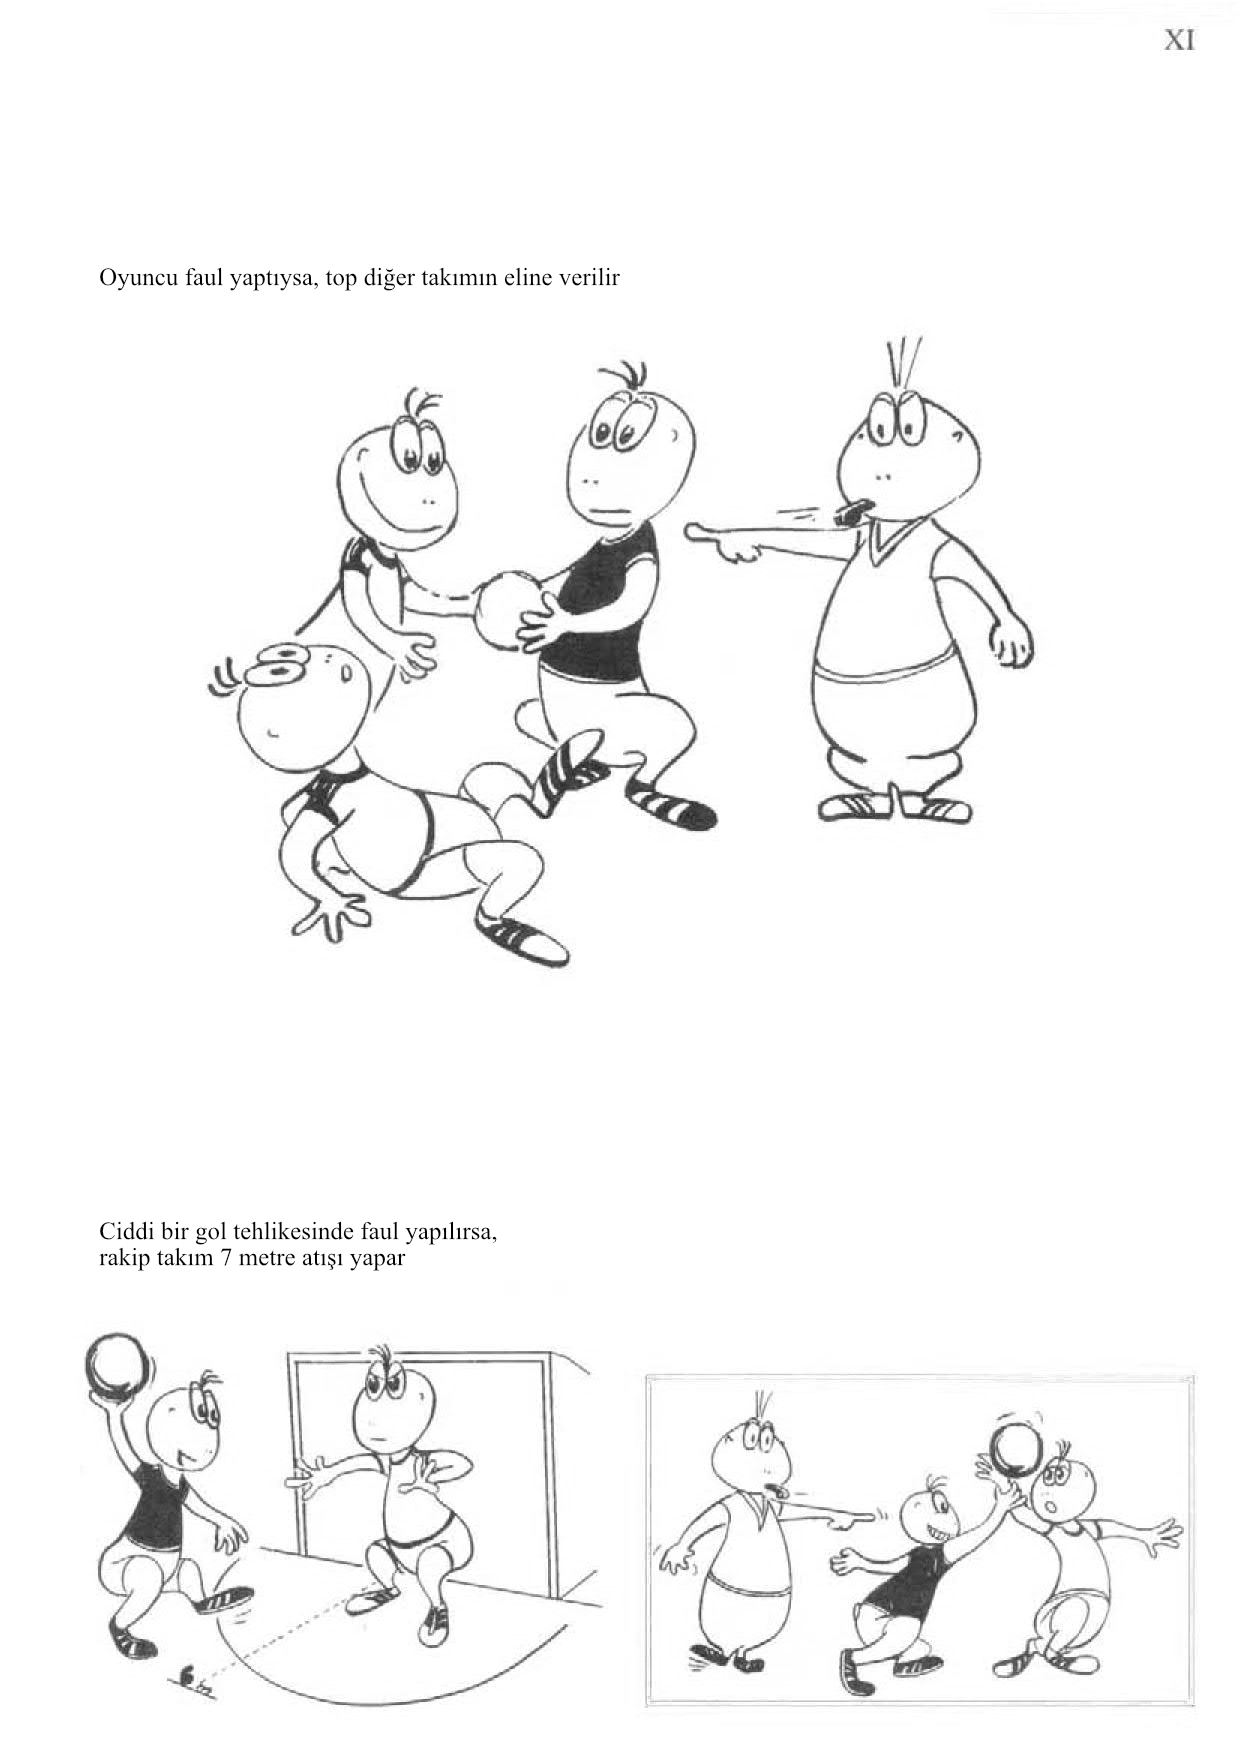 XI
Oyuncu faul yaptıysa, top diğer takımın eline verilir
Ciddi bir gol tehlikesinde faul yapılırsa,
rakip takım 7 metre atışı yapar
6 m